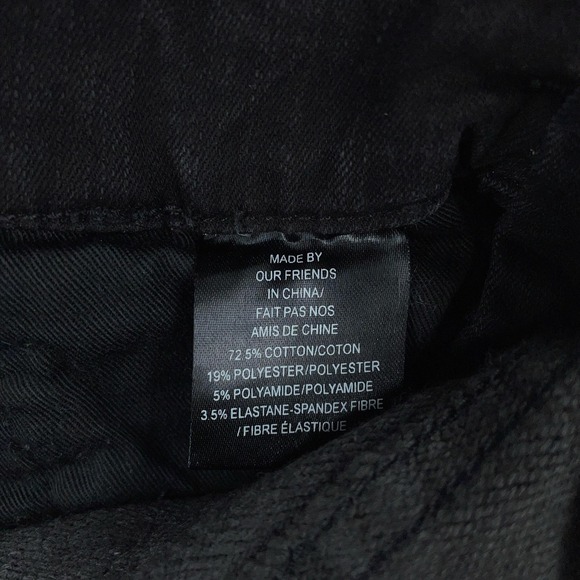 MADE BY
OUR FRIENDS
IN CHINA/
FAIT PAS NOS
AMIS DE CHINE
72.5% COTTON/COTON
19% POLYESTER/POLYESTER
5% POLYAMIDE/POLYAMIDE
3.5% ELASTANE-SPANDEX FIBRE
/ FIBRE ÉLASTIQUE